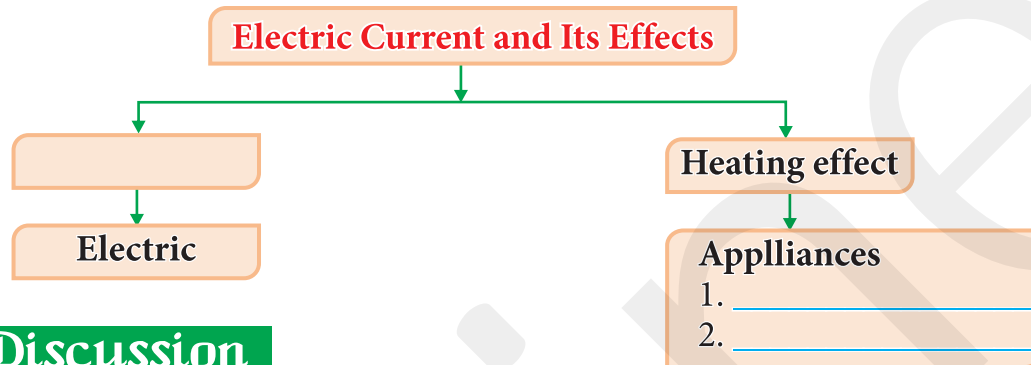 Electric Current and Its Effects
Heating effect
Electric
Applliances
1.
2.
Discussion